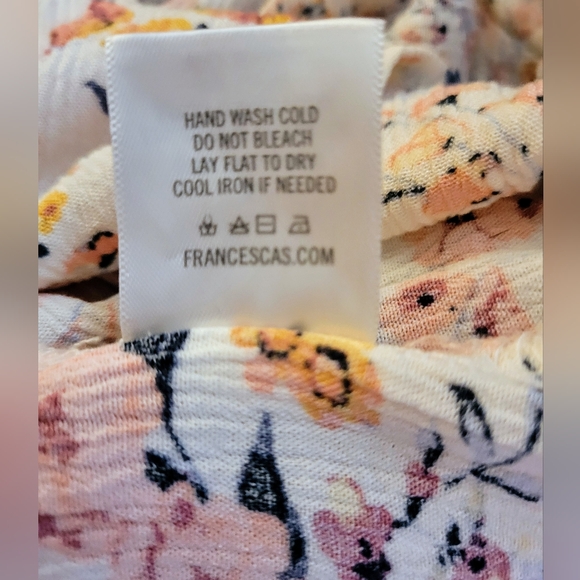 HAND WASH COLD
DO NOT BLEACH
LAY FLAT TO DRY
COOL IRON IF NEEDED
FRANCESCAS.COM